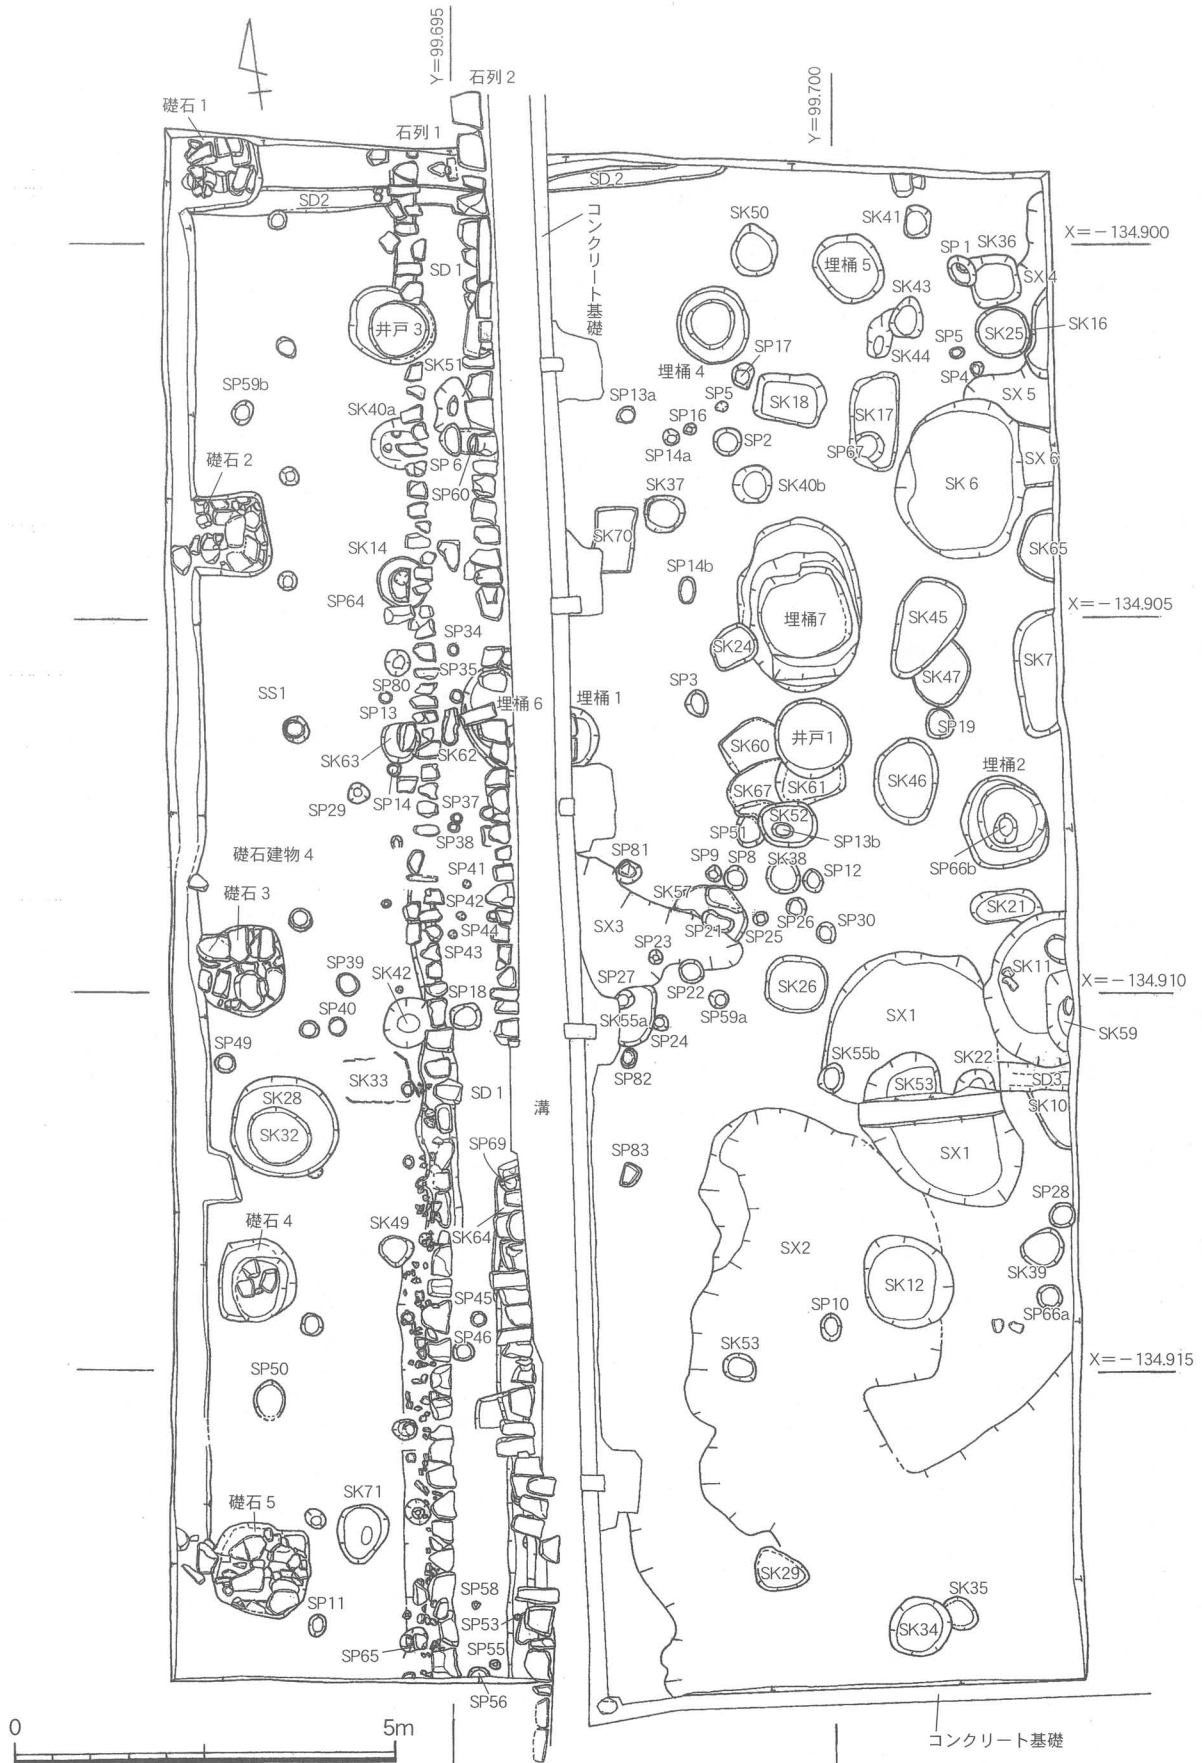 Y=99.695
石列2
Y=99.700
礎石1
石列1
SD2
SD2
コンクリート基礎
SK50
SK41
X=－134.900
SP1
SK36
埋桶5
SD1
SX4
SK43
井戸3
SK25
SK16
SK44
SP5
SK51
SP17
埋桶4
SP4
SX5
SP59b
SK40a
SP13a
SP5
SK18
SK17
SP16
SP14a
SP2
SP67
礎石2
SP6
SX6
SP60
SK6
SK37
SK40b
SK70
SK14
SK65
SP64
SP14b
X=－134.905
埋桶7
SK45
SP34
SK24
SK7
SP35
SK47
SP80
SS1
SP13
埋桶6
埋桶1
SP3
SP19
SK60
井戸1
SK63
SK62
SK46
埋桶2
SP14
SK67
SK61
SP29
SP37
SK52
SP51
SP38
SP13b
SP66b
礎石建物4
SP81
SP9
SP8
SK38
SP12
SP41
礎石3
SK57
SK21
SP42
SX3
SP21
SP25
SP26
SP30
SP44
SP43
SP23
SP39
SK42
SK11
SP27
SP22
SK26
X=－134.910
SP18
SP40
SK55a
SP59a
SX1
SK59
SP24
SP49
SP82
SK55b
SK22
SK33
SK53
SD3
SK28
SD1
溝
SK10
SK32
SP69
SX1
SP83
SP28
SK64
礎石4
SK49
SX2
SK12
SK39
SP45
SP10
SP66a
SP46
SK53
X=－134.915
SP50
礎石5
SK71
SK29
SP58
SK35
SP11
SP53
SK34
SP65
SP55
SP56
0
5m
コンクリート基礎